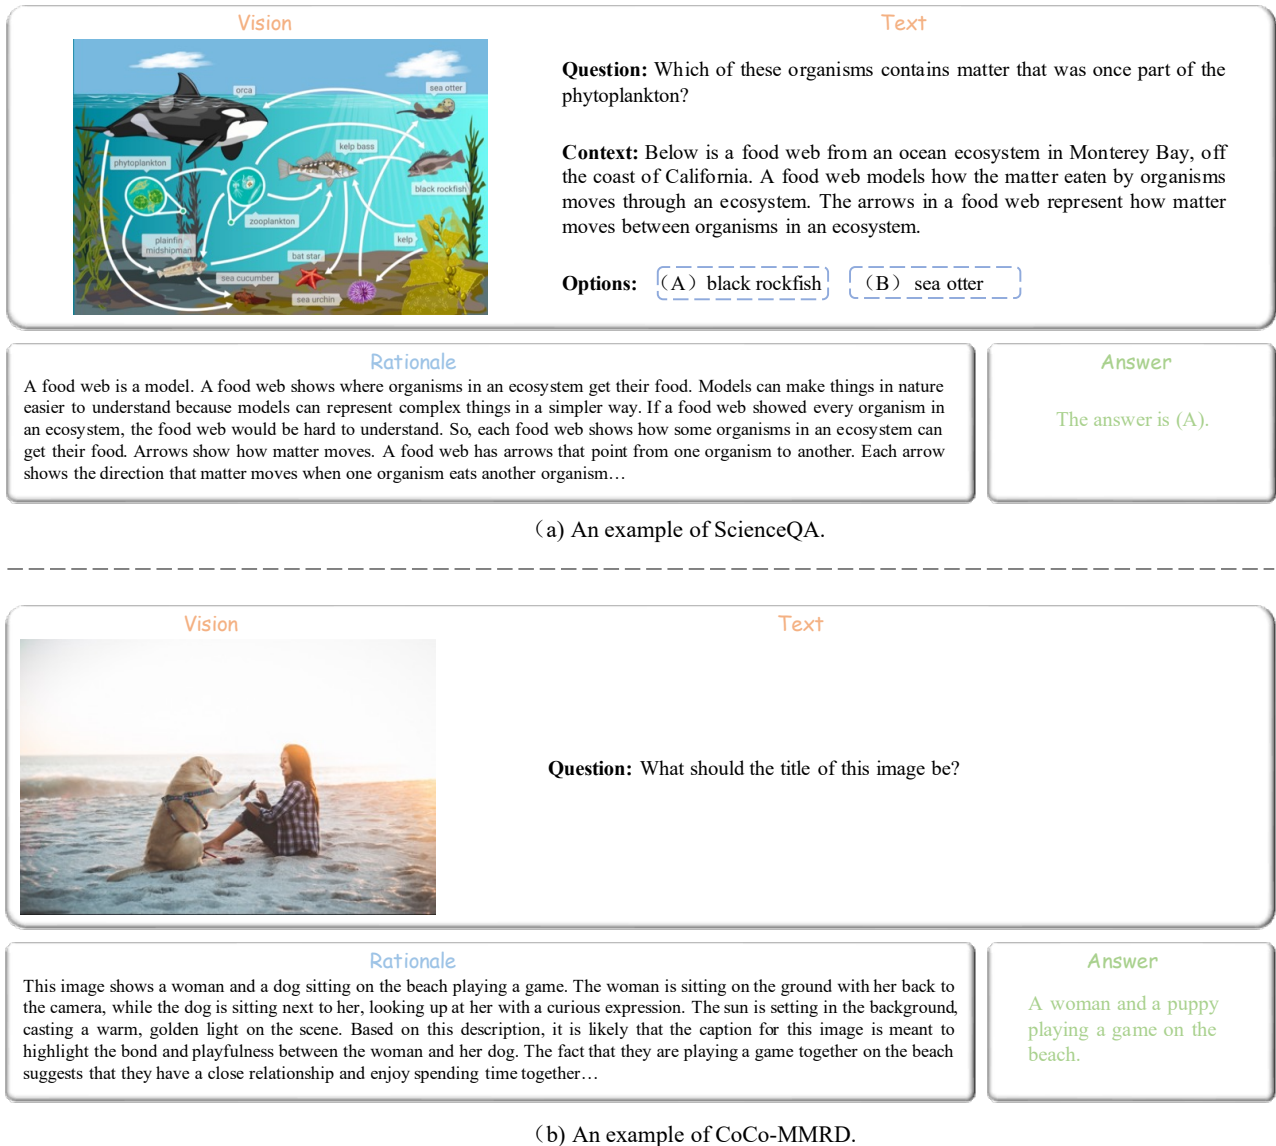 Vision
Text
orca
sea otter
phytoplankton
kelp bass
black rockfish
zooplankton
plainfin
midshipman
kelp
bat star
sea cucumber
sea urchin
Question: Which of these organisms contains matter that was once part of the
phytoplankton?
Context: Below is a food web from an ocean ecosystem in Monterey Bay, off
the coast of California. A food web models how the matter eaten by organisms
moves through an ecosystem. The arrows in a food web represent how matter
moves between organisms in an ecosystem.
Options: （A）black rockfish （B） sea otter
Rationale
A food web is a model. A food web shows where organisms in an ecosystem get their food. Models can make things in nature
easier to understand because models can represent complex things in a simpler way. If a food web showed every organism in
an ecosystem, the food web would be hard to understand. So, each food web shows how some organisms in an ecosystem can
get their food. Arrows show how matter moves. A food web has arrows that point from one organism to another. Each arrow
shows the direction that matter moves when one organism eats another organism…
Answer
The answer is (A).
（a) An example of ScienceQA.
Vision
Text
Question: What should the title of this image be?
Rationale
This image shows a woman and a dog sitting on the beach playing a game. The woman is sitting on the ground with her back to
the camera, while the dog is sitting next to her, looking up at her with a curious expression. The sun is setting in the background,
casting a warm, golden light on the scene. Based on this description, it is likely that the caption for this image is meant to
highlight the bond and playfulness between the woman and her dog. The fact that they are playing a game together on the beach
suggests that they have a close relationship and enjoy spending time together…
Answer
A woman and a puppy
playing a game on the
beach.
（b) An example of CoCo-MMRD.